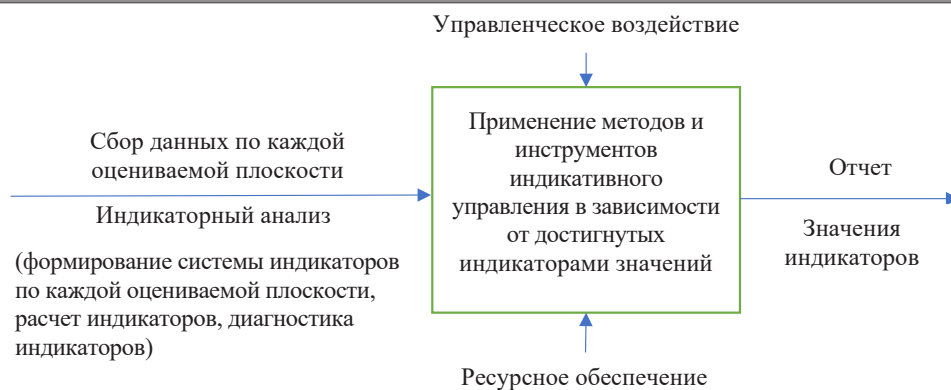 Управленческое воздействие
Сбор данных по каждой
оцениваемой плоскости
Индикаторный анализ
(формирование системы индикаторов
по каждой оцениваемой плоскости,
расчет индикаторов, диагностика
индикаторов)
Применение методов и
инструментов
индикативного
управления в зависимости
от достигнутых
индикаторами значений
Отчет
Значения
индикаторов
Ресурсное обеспечение